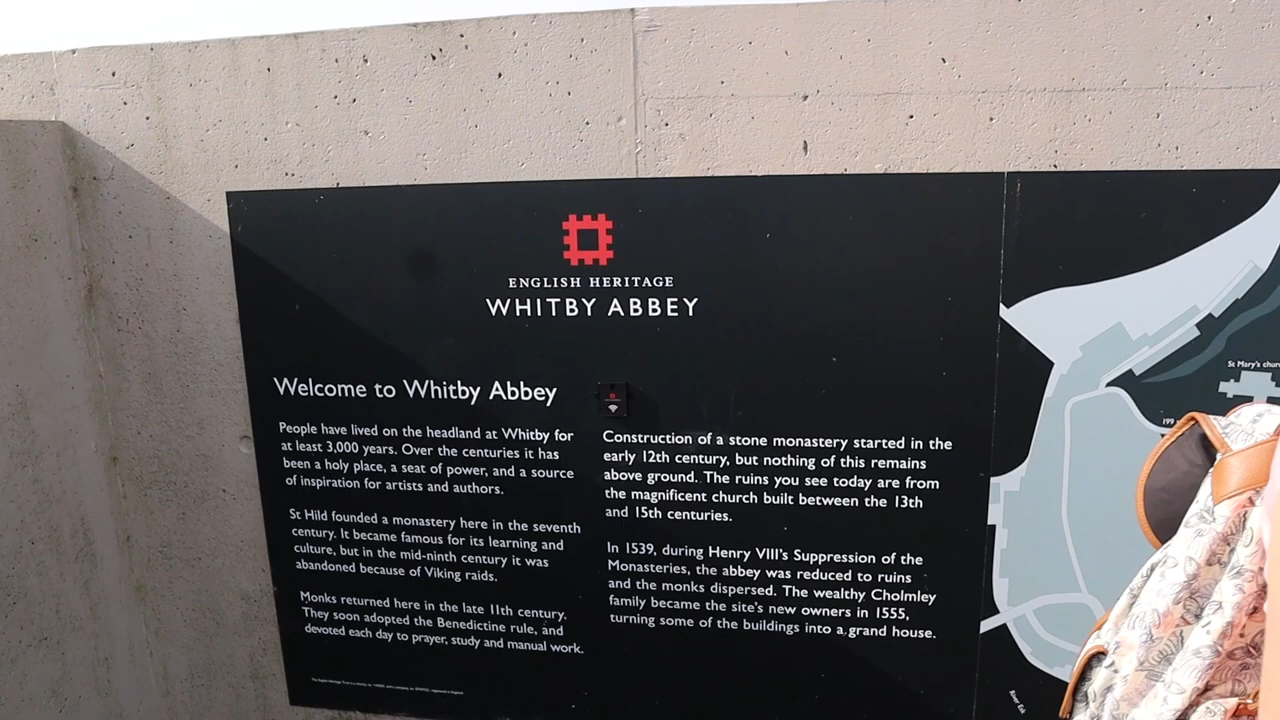 ENGLISH HERITAGE
WHITBY ABBEY
Welcome to Whitby Abbey
People have lived on the headland at Whitby for
at least 3,000 years. Over the centuries it has
been a holy place, a seat of power, and a source
of inspiration for artists and authors.
St Hild founded a monastery here in the seventh
century. It became famous for its learning and
culture, but in the mid-ninth century it was
abandoned because of Viking raids.
Monks returned here in the late 11th century.
They soon adopted the Benedictine rule, and
devoted each day to prayer, study and manual work.
Construction of a stone monastery started in the
early 12th century, but nothing of this remains
above ground. The ruins you see today are from
the magnificent church built between the 13th
and 15th centuries.
In 1539, during Henry VIII's Suppression of the
Monasteries, the abbey was reduced to ruins
and the monks dispersed. The wealthy Cholmley
family became the site's new owners in 1555,
turning some of the buildings into a grand house.
St Mary's
199
River Esk